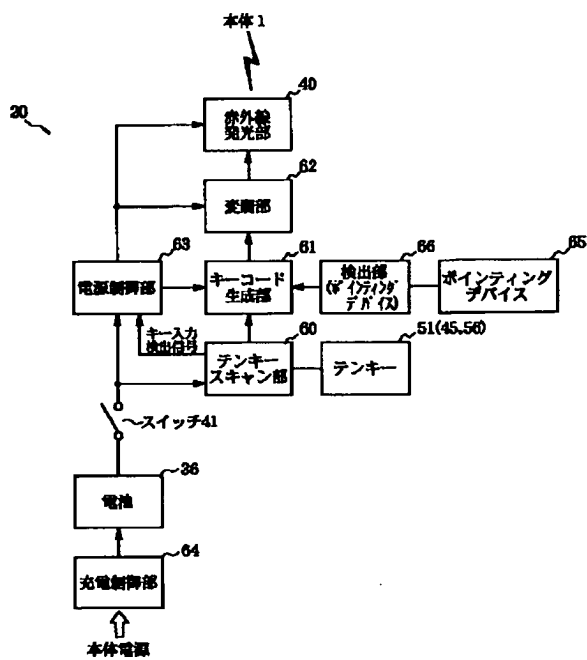 本体1
20
40
赤外線
発光部
62
変調部
63
電源制御部
61
キーコード
生成部
66
検出部
(ポインティング
デバイス)
65
ポインティング
デバイス
キー入力
検出信号
60
テンキー
スキャン部
51(45、56)
テンキー
スイッチ41
36
電池
64
充電制御部
本体電源